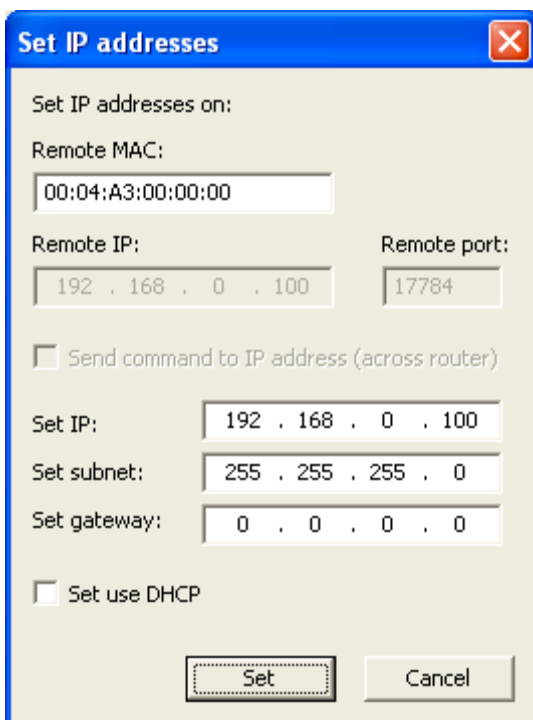 Set IP addresses
Set IP addresses on:
Remote MAC:
00:04:A3:00:00:00
Remote IP: Remote port:
192 . 168 . 0 . 100 17784
Send command to IP address (across router)
Set IP: 192 . 168 . 0 . 100
Set subnet: 255 . 255 . 255 . 0
Set gateway: 0 . 0 . 0 . 0
Set use DHCP
Set Cancel